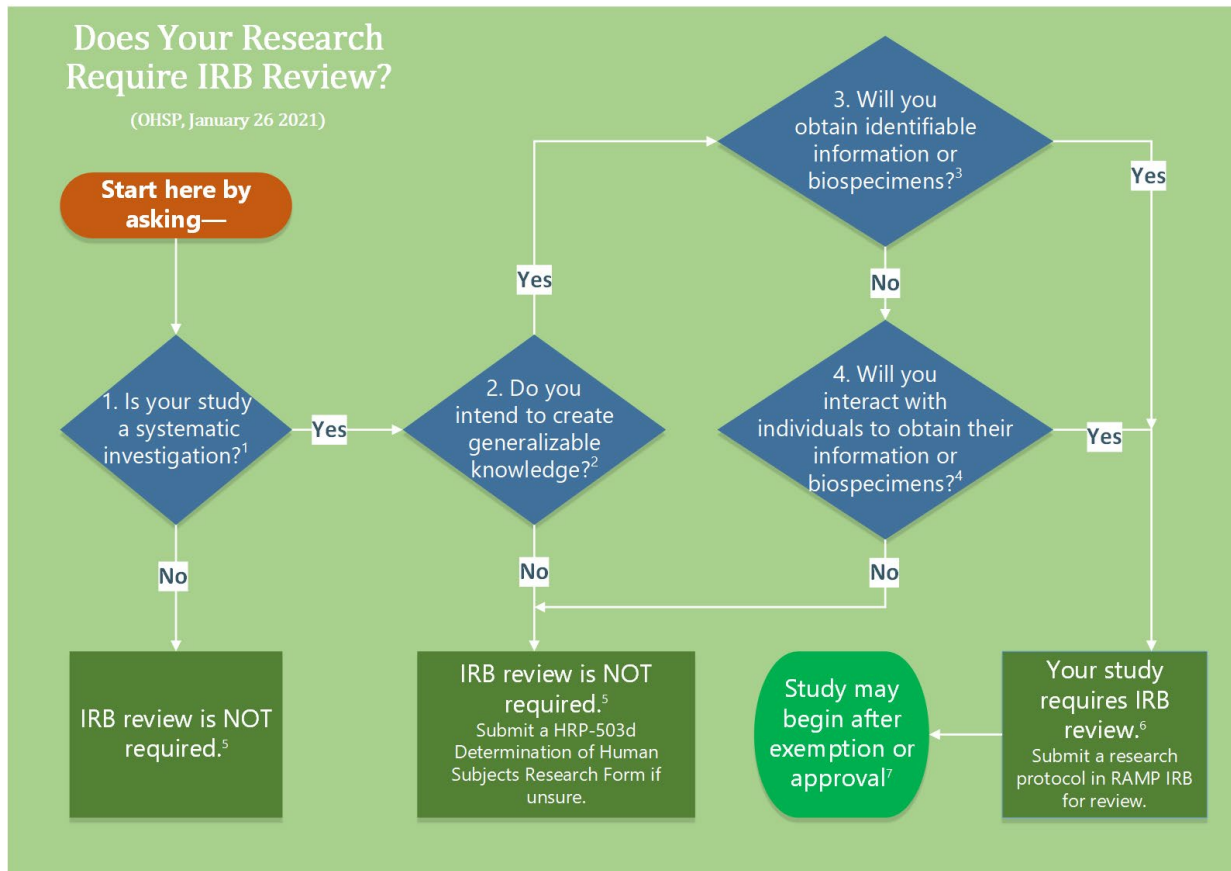 Does Your Research
Require IRB Review?
(OHSP, January 26 2021)
Start here by
asking—
1. Is your study
a systematic
investigation?1
Yes
No
IRB review is NOT
required.5
2. Do you
intend to create
generalizable
knowledge?2
Yes
No
IRB review is NOT
required.5
Submit a HRP-503d
Determination of Human
Subjects Research Form if
unsure.
3. Will you
obtain identifiable
information or
biospecimens?3
Yes
No
4. Will you
interact with
individuals to obtain their
information or
biospecimens?4
Yes
No
Your study
requires IRB
review.6
Submit a research
protocol in RAMP IRB
for review.
Study may
begin after
exemption or
approval7